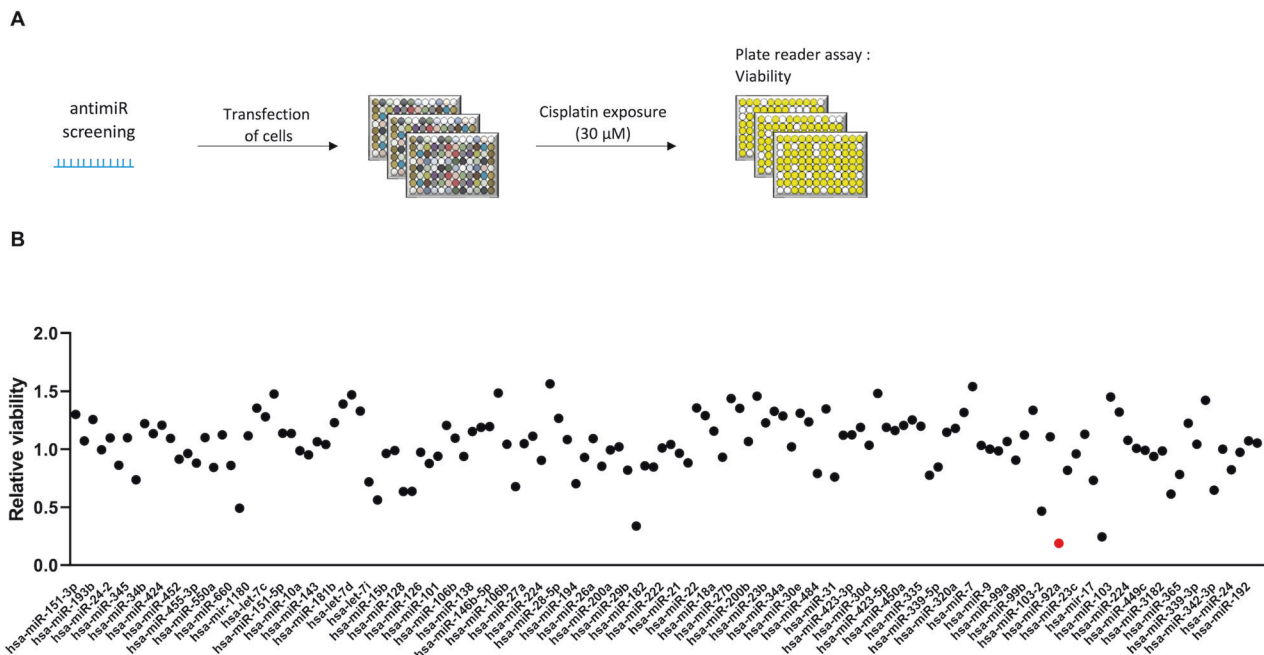 A
antimiR
screening
Transfection
of cells
Cisplatin exposure
(30 µM)
Plate reader assay :
Viability
B
Relative viability
2.0
1.5
1.0
0.5
0.0
hsa-miR-151-3p
hsa-miR-193b
hsa-miR-24-2
hsa-miR-345
hsa-miR-34b
hsa-miR-424
hsa-miR-452
hsa-miR-455-3p
hsa-miR-550a
hsa-miR-660
hsa-mir-1180
hsa-let-7c
hsa-miR-151-5p
hsa-miR-10a
hsa-miR-143
hsa-miR-181b
hsa-let-7d
hsa-let-7i
hsa-miR-15b
hsa-miR-128
hsa-miR-126
hsa-miR-101
hsa-miR-106b
hsa-miR-138
hsa-miR-146b-5p
hsa-miR-106b
hsa-miR-27a
hsa-miR-224
hsa-miR-28-5p
hsa-miR-194
hsa-miR-26a
hsa-miR-200a
hsa-miR-29b
hsa-miR-182
hsa-miR-222
hsa-miR-21
hsa-miR-22
hsa-miR-18a
hsa-miR-27b
hsa-miR-200b
hsa-miR-23b
hsa-miR-34a
hsa-miR-30e
hsa-miR-484
hsa-miR-31
hsa-miR-423-3p
hsa-miR-30d
hsa-miR-423-5p
hsa-miR-450a
hsa-miR-335
hsa-miR-339-5p
hsa-miR-320a
hsa-miR-7
hsa-miR-9
hsa-miR-99a
hsa-miR-99b
hsa-miR-103-2
hsa-miR-92a
hsa-miR-23c
hsa-miR-17
hsa-miR-103
hsa-miR-224
hsa-miR-449c
hsa-miR-3182
hsa-miR-365
hsa-miR-339-3p
hsa-miR-342-3p
hsa-miR-24
hsa-miR-192